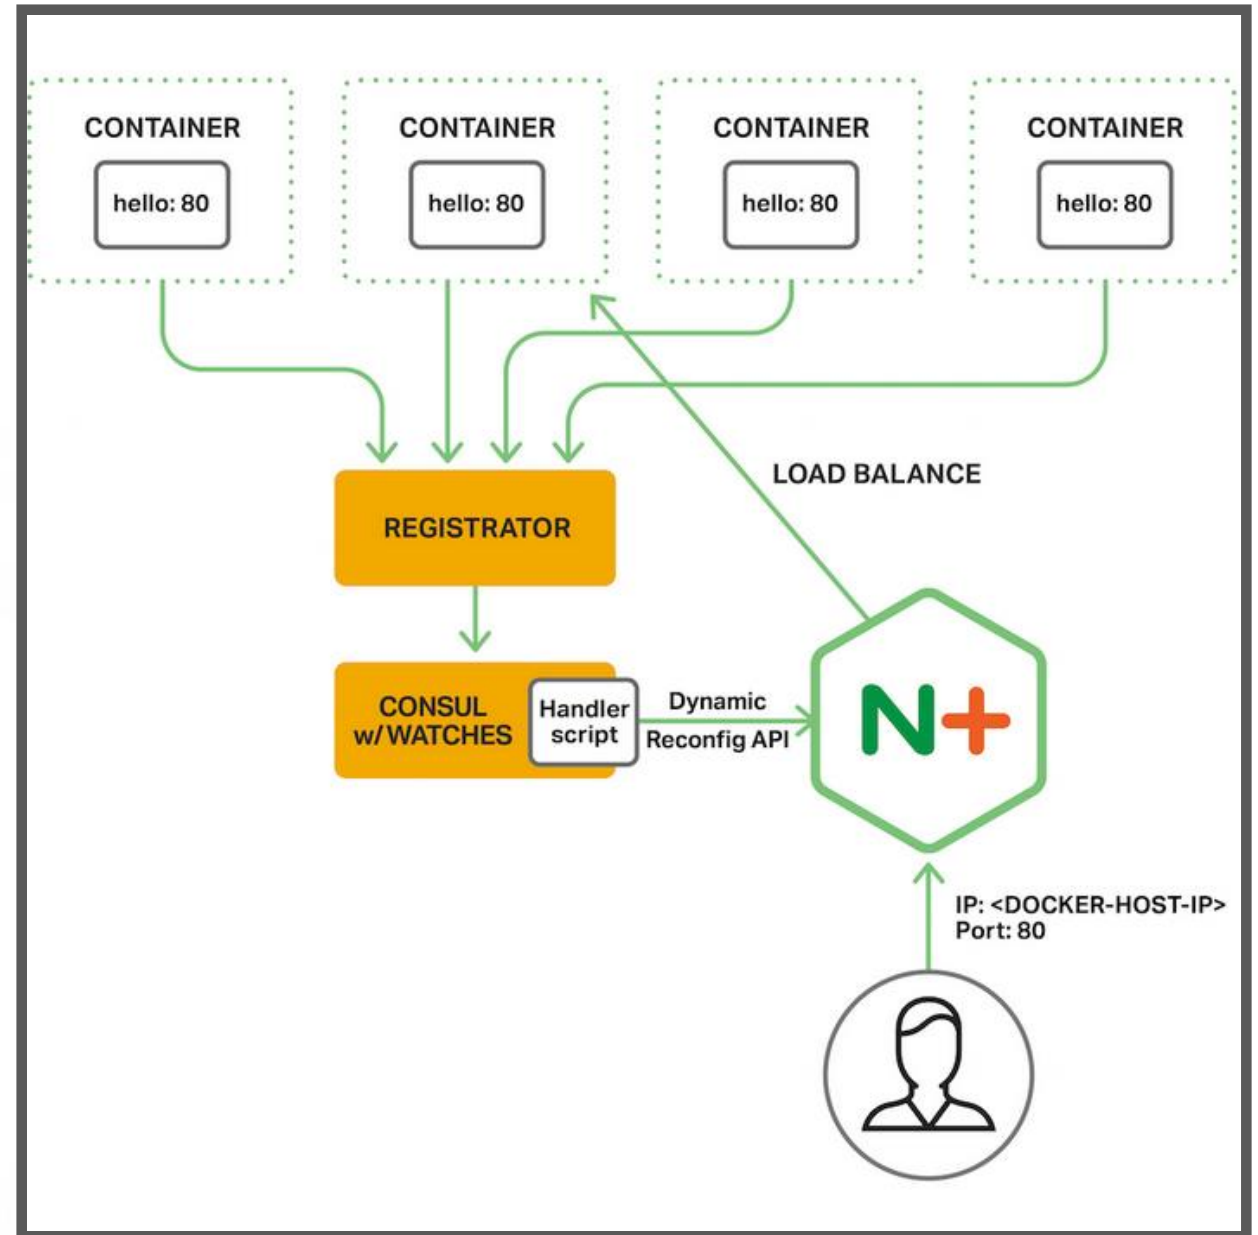 CONTAINER
hello: 80
CONTAINER
hello: 80
CONTAINER
hello: 80
CONTAINER
hello: 80
LOAD BALANCE
REGISTRATOR
CONSUL
w/ WATCHES
Handler
script
Dynamic
Reconfig API
N+
IP: <DOCKER-HOST-IP>
Port: 80